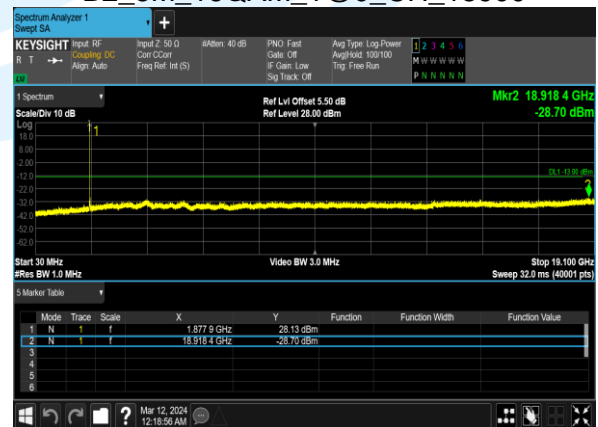 Spectrum Analyzer 1
Swept SA
+
KEYSIGHT
R T
LXI
Input: RF
Coupling: DC
Align: Auto
Input Z: 50 Ω
Corr CCorr
Freq Ref: Int (S)
#Atten: 40 dB
PNO: Fast
Gate: Off
IF Gain: Low
Sig Track: Off
Avg Type: Log-Power
Avg|Hold: 100/100
Trig: Free Run
1 2 3 4 5 6
M W W W W W
P N N N N N
1 Spectrum
Scale/Div 10 dB
Ref Lvl Offset 5.50 dB
Ref Level 28.00 dBm
Mkr2 18.918 4 GHz
-28.70 dBm
Log
1
18.0
8.00
-2.00
-12.0
DL1 -13.00 dBm
-22.0
2
-32.0
-42.0
-52.0
-62.0
Start 30 MHz
Video BW 3.0 MHz
Stop 19.100 GHz
#Res BW 1.0 MHz
Sweep 32.0 ms (40001 pts)
5 Marker Table
Mode Trace Scale X Y Function Function Width Function Value
1 N 1 f 1.877 9 GHz 28.13 dBm
2 N 1 f 18.918 4 GHz -28.70 dBm
3
4
5
6
?
Mar 12, 2024
12:18:56 AM